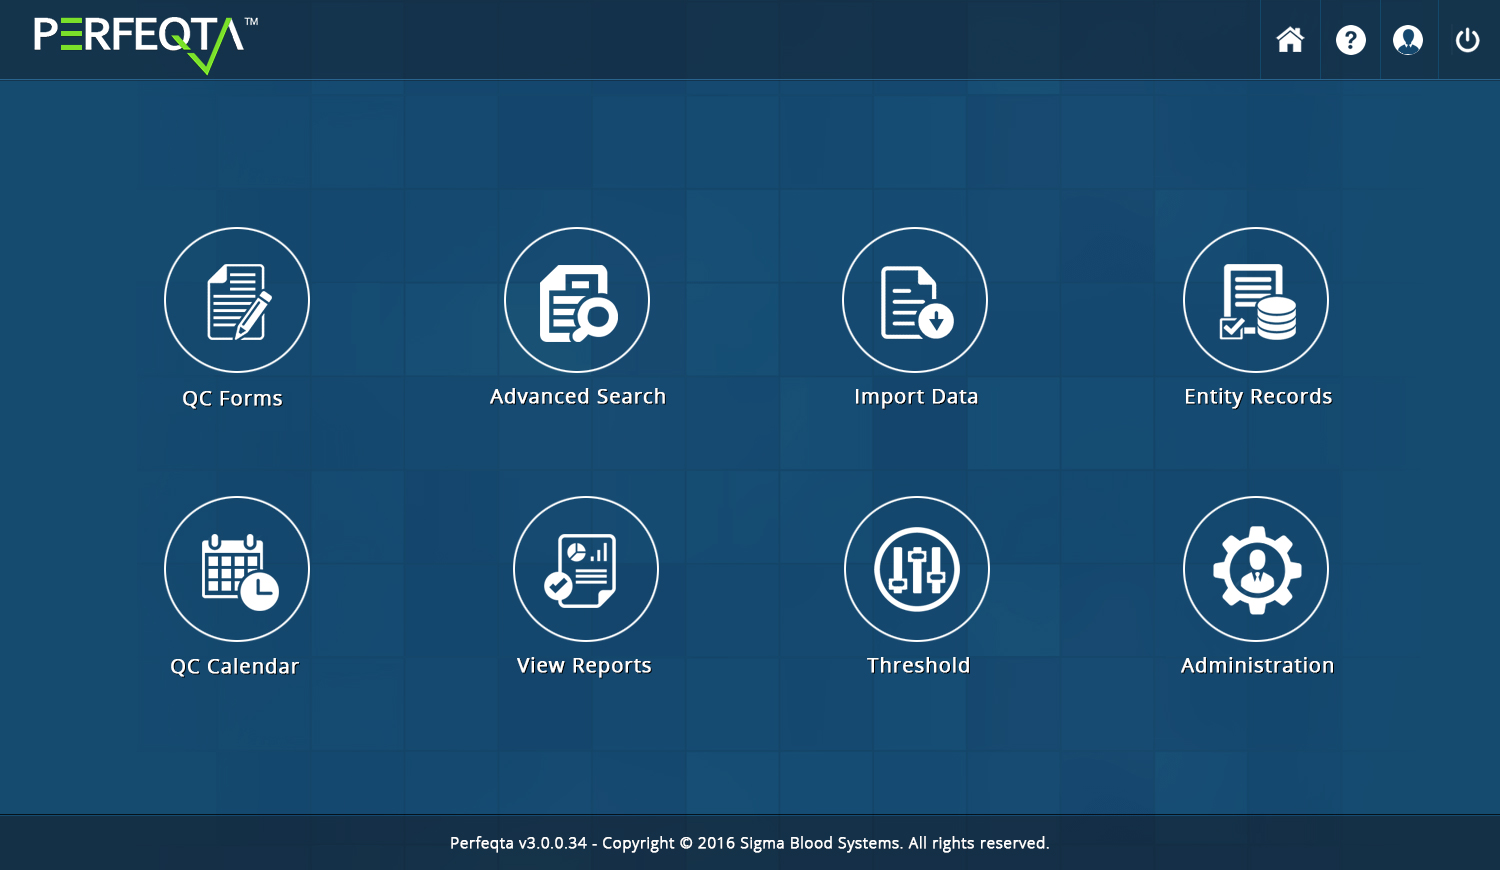 PERFEQTA™
QC Forms
Advanced Search
Import Data
Entity Records
QC Calendar
View Reports
Threshold
Administration
Perfeqta v3.0.0.34 - Copyright © 2016 Sigma Blood Systems. All rights reserved.